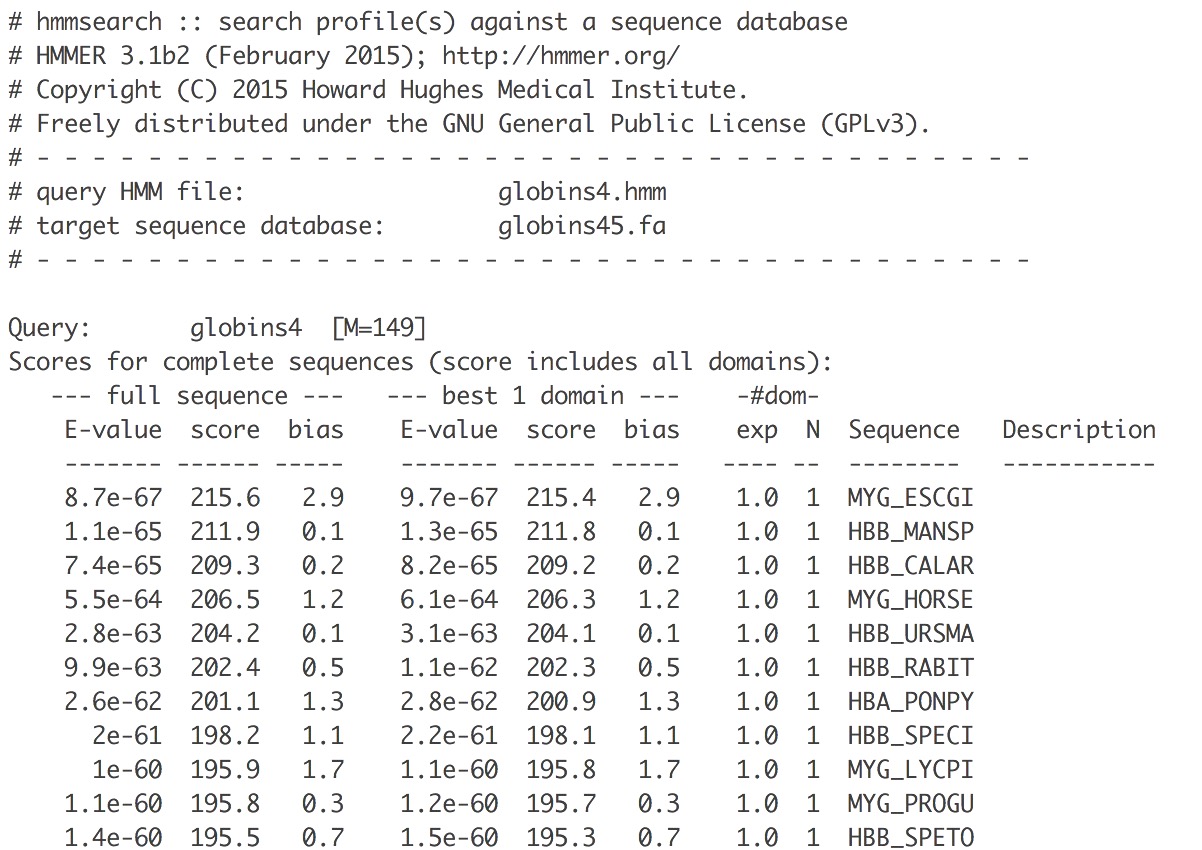 # hmmsearch :: search profile(s) against a sequence database
# HMMER 3.1b2 (February 2015); http://hmmer.org/
# Copyright (C) 2015 Howard Hughes Medical Institute.
# Freely distributed under the GNU General Public License (GPLv3).
# - - - - - - - - - - - - - - - - - - - - - - - - - - - - - - - - - - - -
# query HMM file:                  globins4.hmm
# target sequence database:        globins45.fa
# - - - - - - - - - - - - - - - - - - - - - - - - - - - - - - - - - - - -

Query:       globins4  [M=149]
Scores for complete sequences (score includes all domains):
   --- full sequence ---   --- best 1 domain ---    -#dom-
    E-value  score  bias    E-value  score  bias    exp  N  Sequence   Description
    ------- ------ -----    ------- ------ -----   ---- --  --------   -----------
    8.7e-67  215.6   2.9    9.7e-67  215.4   2.9    1.0  1  MYG_ESCGI
    1.1e-65  211.9   0.1    1.3e-65  211.8   0.1    1.0  1  HBB_MANSP
    7.4e-65  209.3   0.2    8.2e-65  209.2   0.2    1.0  1  HBB_CALAR
    5.5e-64  206.5   1.2    6.1e-64  206.3   1.2    1.0  1  MYG_HORSE
    2.8e-63  204.2   0.1    3.1e-63  204.1   0.1    1.0  1  HBB_URSMA
    9.9e-63  202.4   0.5    1.1e-62  202.3   0.5    1.0  1  HBB_RABIT
    2.6e-62  201.1   1.3    2.8e-62  200.9   1.3    1.0  1  HBA_PONPY
      2e-61  198.2   1.1    2.2e-61  198.1   1.1    1.0  1  HBB_SPECI
      1e-60  195.9   1.7    1.1e-60  195.8   1.7    1.0  1  MYG_LYCPI
    1.1e-60  195.8   0.3    1.2e-60  195.7   0.3    1.0  1  MYG_PROGU
    1.4e-60  195.5   0.7    1.5e-60  195.3   0.7    1.0  1  HBB_SPETO